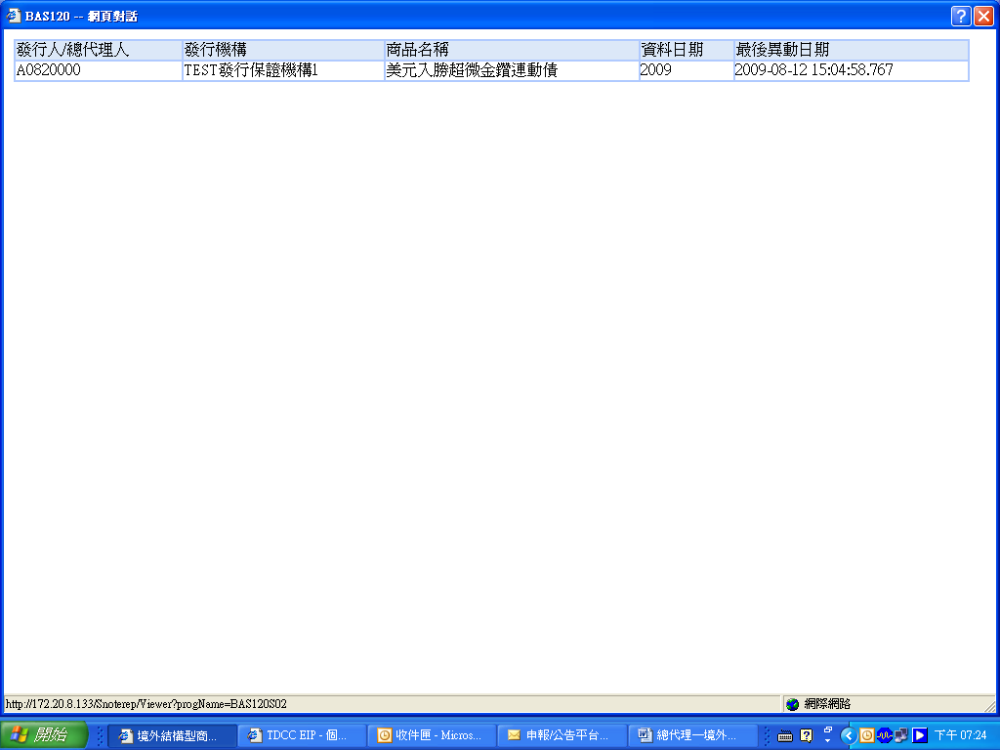 BAS120 -- 網頁對話
發行人/總代理人 發行機構 商品名稱 資料日期 最後異動日期
A0820000 TEST發行保證機構1 美元入勝超微金鑽連動債 2009 2009-08-12 15:04:58.767
http://172.20.8.133/Snoterep/Viewer?progName=BAS120S02 網際網路
開始 境外結構型商... TDCC EIP - 個... 收件匣 - Micros... 申報/公告平台... 總代理—境外... 下午 07:24